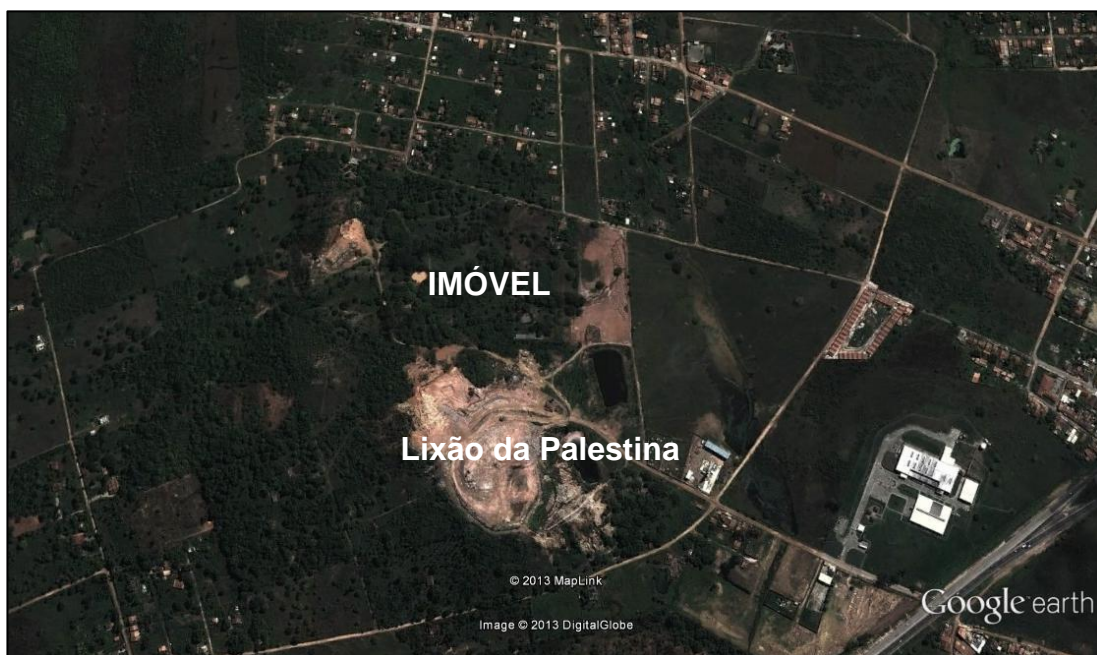 IMÓVEL
Lixão da Palestina
© 2013 MapLink
Image © 2013 DigitalGlobe
Google earth